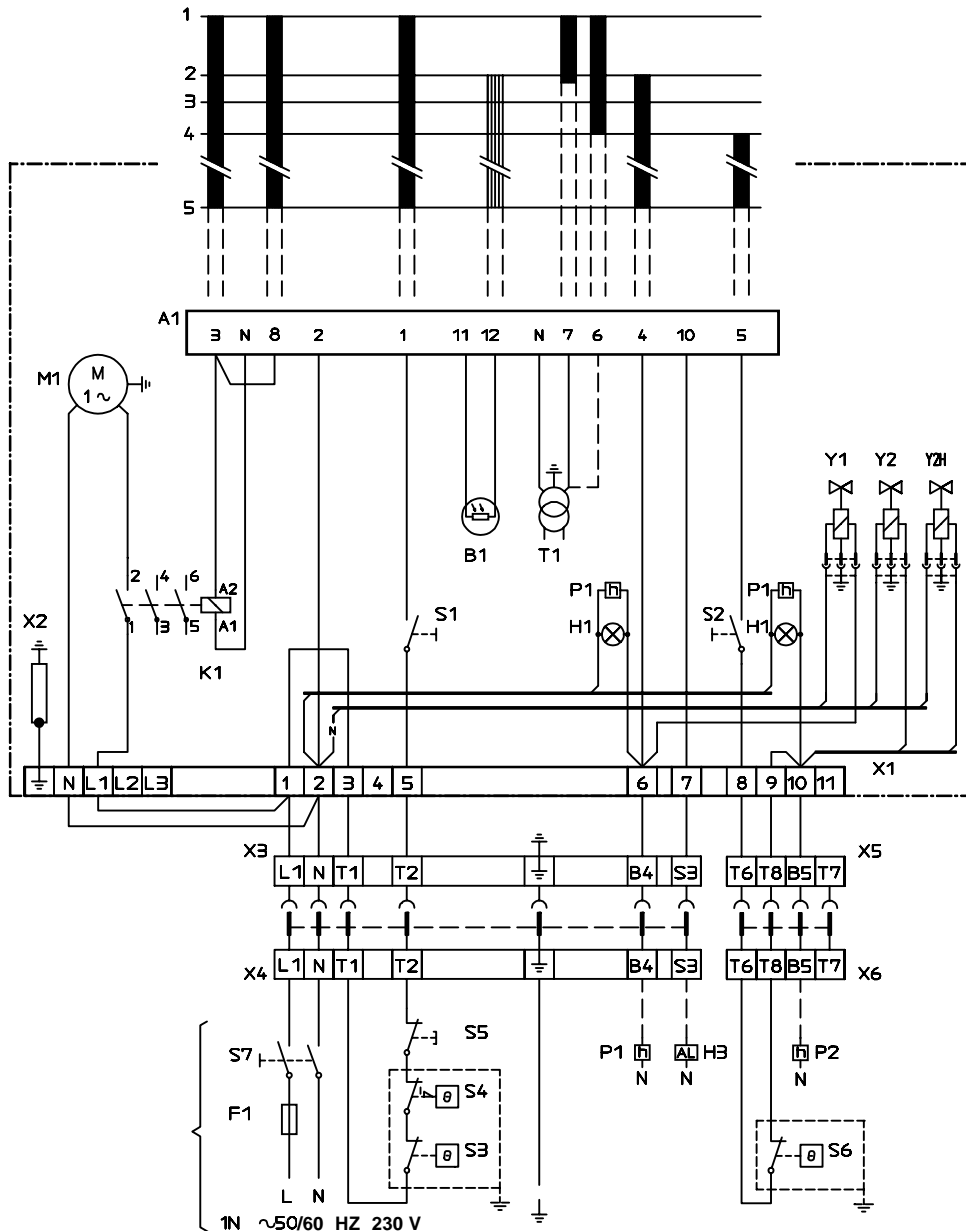 1
2
3
4
5
A1
3 N 8 2 1 11 12 N 7 6 4 10 5
M1
M
1 ~
Y1 Y2 Y2H
B1
T1
2 4 6 A2
1 3 5 A1
K1
X2
S1
P1 h
H1
S2
P1 h
H1
N
X1
N L1 L2 L3 1 2 3 4 5 6 7 8 9 10 11
X3
L1 N T1 T2 B4 S3
T6 T8 B5 T7
X5
X4
L1 N T1 T2 B4 S3
T6 T8 B5 T7
X6
S7
S5
P1 h
N
AL H3
N
h P2
N
F1
θ S4
θ S3
θ S6
L N
1N ~50/60 HZ 230 V